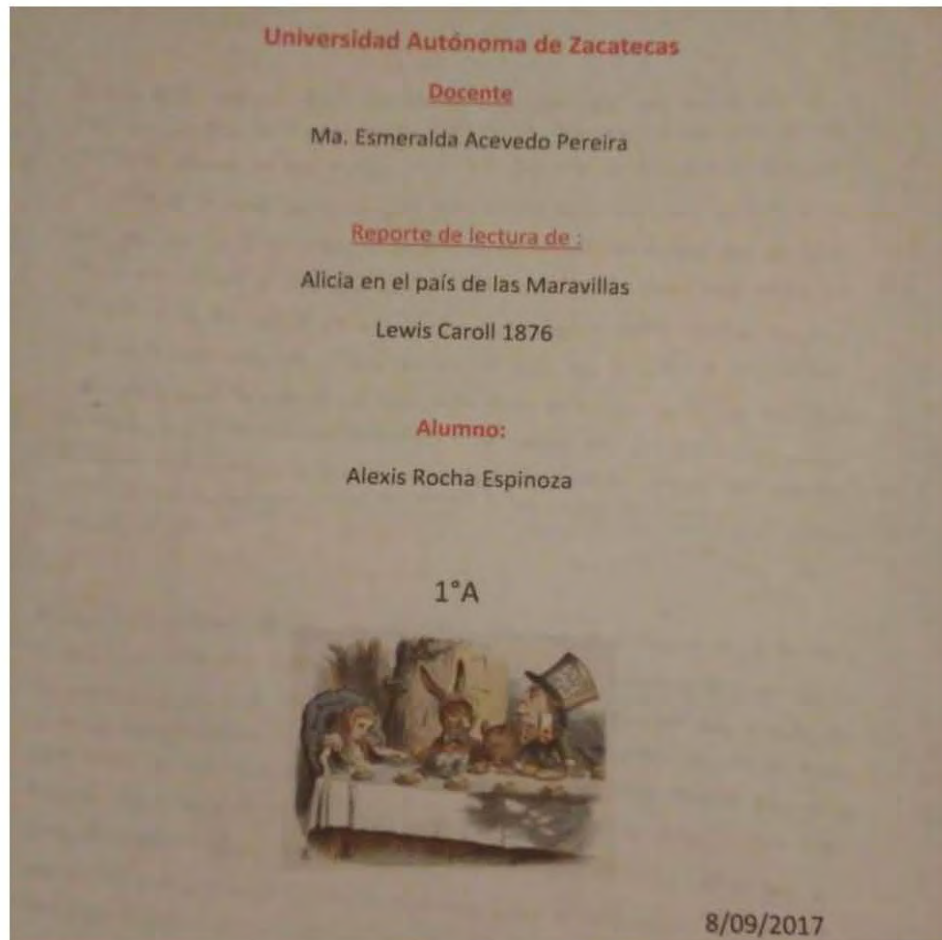 Universidad Autónoma de Zacatecas
Docente
Ma. Esmeralda Acevedo Pereira
Reporte de lectura de :
Alicia en el país de las Maravillas
Lewis Caroll 1876
Alumno:
Alexis Rocha Espinoza
1°A
8/09/2017